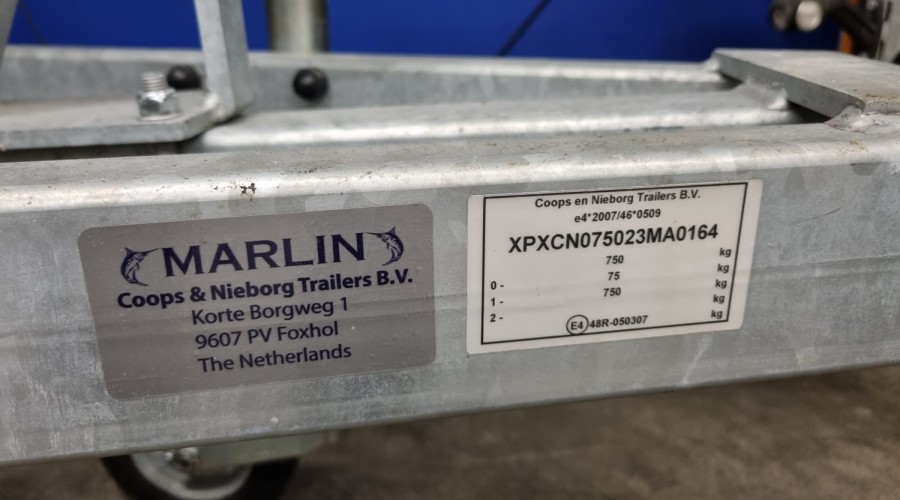 MARLIN
Coops & Nieborg Trailers B.V.
Korte Borgweg 1
9607 PV Foxhol
The Netherlands
Coops en Nieborg Trailers B.V.
e4*2007/46*0509
XPXCN075023MA0164
750 kg
0 - 75 kg
1 - 750 kg
2 - kg
E4 48R-050307